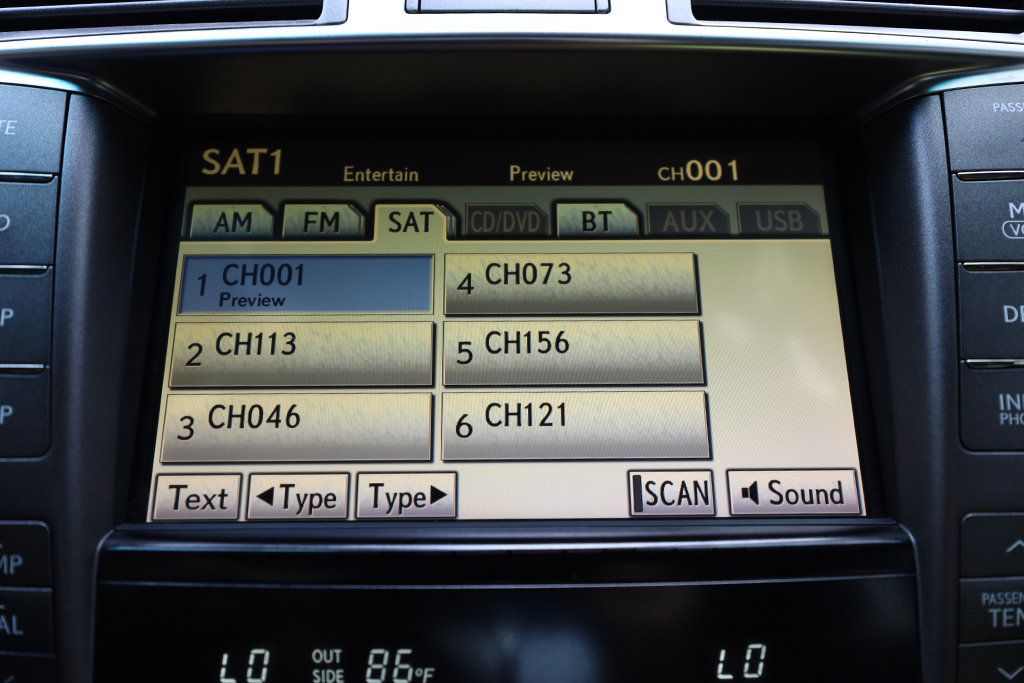 SAT1 Entertain Preview CH001
AM FM SAT CD/DVD BT AUX USB
1 CH001
Preview
4 CH073
2 CH113
5 CH156
3 CH046
6 CH121
Text ◀Type Type▶ SCAN Sound
LO OUT SIDE 86°F LO